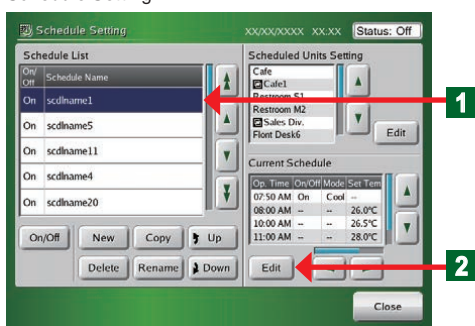 Schedule Setting
XX/XX/XXXX XX:XX
Status: Off
Schedule List
On/Off Schedule Name
On scdlname1
On scdlname5
On scdlname11
On scdlname4
On scdlname20
On/Off New Copy Up
Delete Rename Down
Scheduled Units Setting
Cafe
Cafe1
Restroom S1
Restroom M2
Sales Div.
Flont Desk6
Edit
Current Schedule
Op. Time On/Off Mode Set Tem
07:50 AM On Cool --
08:00 AM -- -- 26.0°C
10:00 AM -- -- 26.5°C
11:00 AM -- -- 28.0°C
Edit
Close
1
2